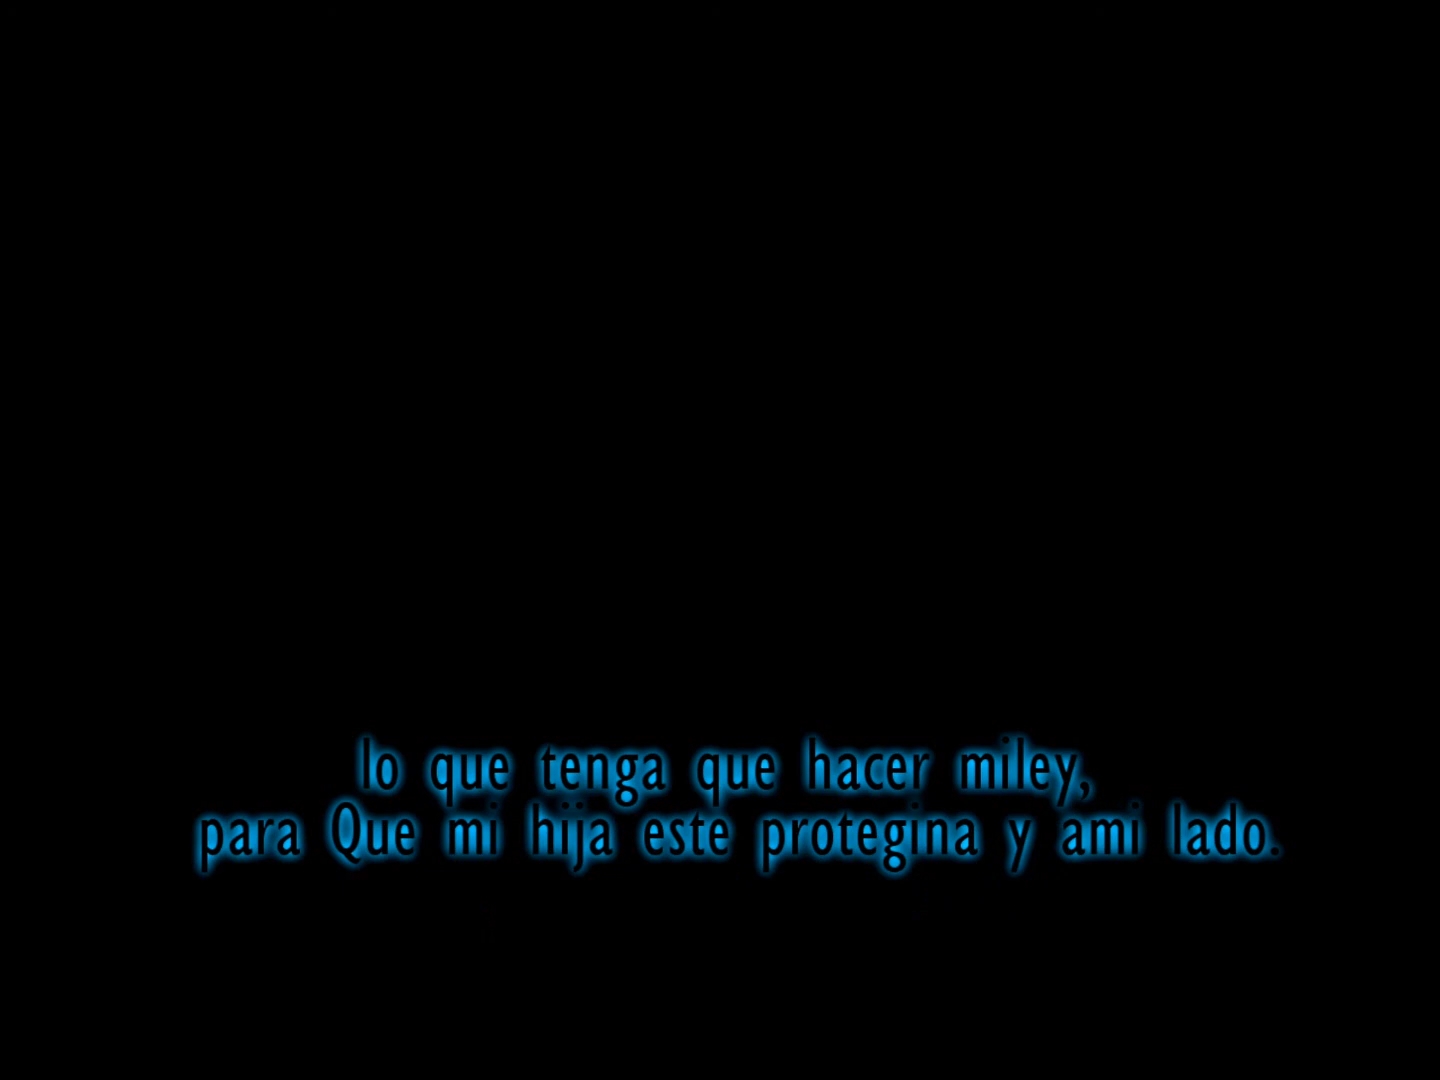 lo que tenga que hacer miley,
para Que mi hija este protegina y ami lado.